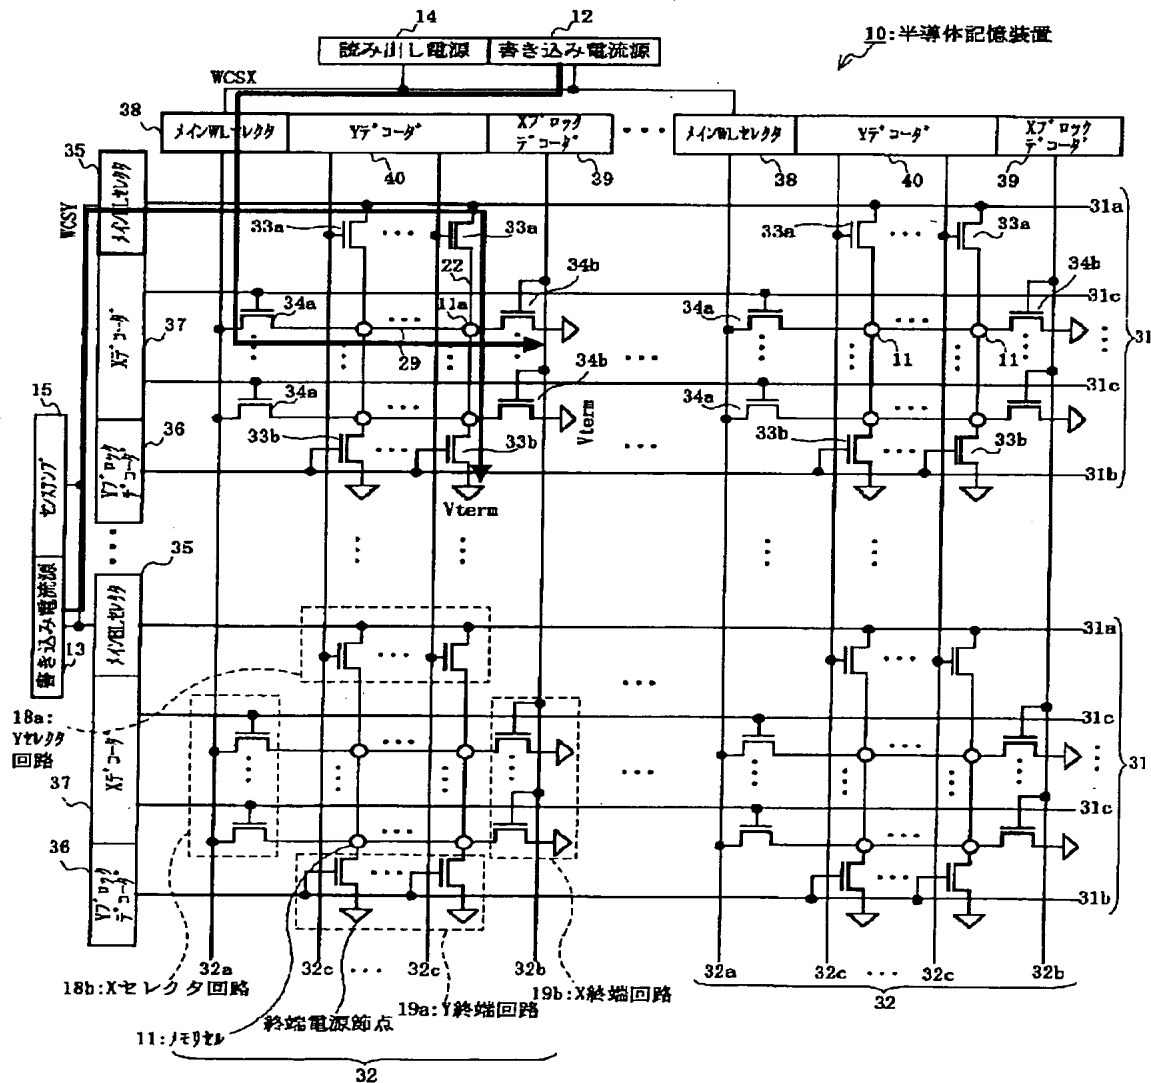 14
12
10:半導体記憶装置
読み出し電源
書き込み電流源
WCSX
38
メインWLセレクタ
Yデコーダ
Xブロック
デコーダ
メインWLセレクタ
Yデコーダ
Xブロック
デコーダ
35
40
39
38
40
39
メインBLセレクタ
WCSY
31a
33a
33a
33a
33a
22
34b
34b
34a
11a
31c
34a
37
Xデコーダ
29
11
11
31
15
34a
34b
Vterm
34a
31c
センスアンプ
36
33b
33b
33b
33b
Yブロック
デコーダ
31b
Vterm
35
書き込み電流源
13
メインBLセレクタ
31a
18a:
Yセレクタ
回路
31c
37
Xデコーダ
31
31c
36
Yブロック
デコーダ
31b
32a
32c
32c
32b
32a
32c
32c
32b
18b:Xセレクタ回路
19a:Y終端回路
19b:X終端回路
32
終端電源節点
11:メモリセル
32